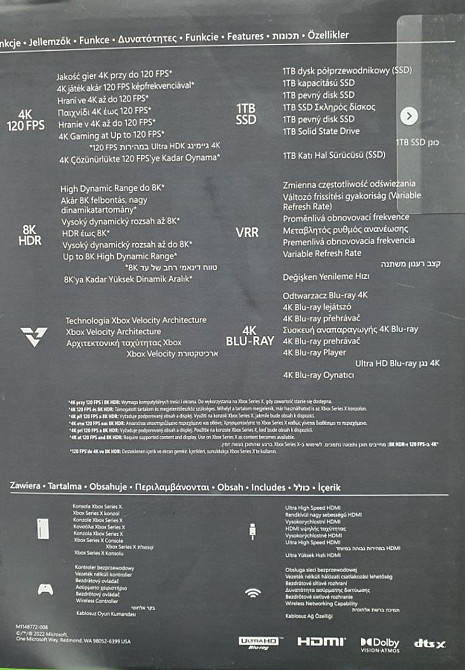 nkcje • Jellemzők • Funkce • Δυνατότητες • Funkcie • Features • תכונות • Özellikler
4K
120 FPS
Jakość gier 4K przy do 120 FPS*
4K játék akár 120 FPS képfrekvenciával*
Hraní ve 4K až do 120 FPS*
Παιχνίδι 4K έως 120 FPS*
Hranie v 4K až do 120 FPS*
4K Gaming at Up to 120 FPS*
4K גיימינג Ultra HDK במהירות 120 FPS*
4K Çözünürlükte 120 FPS'ye Kadar Oynama*
1TB
SSD
1TB dysk półprzewodnikowy (SSD)
1TB kapacitású SSD
1TB pevný disk SSD
1TB SSD Σκληρός δίσκος
1TB pevný disk SSD
1TB Solid State Drive
כונן 1TB SSD
1TB Katı Hal Sürücüsü (SSD)
8K
HDR
High Dynamic Range do 8K*
Akár 8K felbontás, nagy
dinamikatartomány*
Vysoký dynamický rozsah až 8K*
HDR έως 8K*
Vysoký dynamický rozsah až do 8K*
Up to 8K High Dynamic Range*
טווח דינאמי רחב של עד 8K*
8K'ya Kadar Yüksek Dinamik Aralık*
VRR
Zmienna częstotliwość odświeżania
Változó frissítési gyakoriság (Variable
Refresh Rate)
Proměnlivá obnovovací frekvence
Μεταβλητός ρυθμός ανανέωσης
Premenlivá obnovovacia frekvencia
Variable Refresh Rate
קצב רענון משתנה
Değişken Yenileme Hızı
Technologia Xbox Velocity Architecture
Xbox Velocity Architecture
Αρχιτεκτονική ταχύτητας Xbox
ארכיטקטורת Xbox Velocity
4K
BLU-RAY
Odtwarzacz Blu-ray 4K
4K Blu-ray lejátszó
4K Blu-ray přehrávač
Συσκευή αναπαραγωγής 4K Blu-ray
4K Blu-ray prehrávač
4K Blu-ray Player
נגן 4K Ultra HD Blu-ray
4K Blu-ray Oynatıcı
Zawiera • Tartalma • Obsahuje • Περιλαμβάνονται • Obsah • Includes • כולל • İçerik
Konsola Xbox Series X
Xbox Series X konzol
Konzole Xbox Series X
Κονσόλα Xbox Series X
Konzola Xbox Series X
Xbox Series X Console
קונסולת Xbox Series X
Xbox Series X Konsolu
Ultra High Speed HDMI
Rendkívül nagy sebességű HDMI
Vysokorychlostní HDMI
HDMI υψηλής ταχύτητας
Vysokorýchlostné HDMI
Ultra High Speed HDMI
Ultra Yüksek Hızlı HDMI
Kontroler bezprzewodowy
Vezeték nélküli kontroller
Bezdrátový ovladač
Ασύρματο χειριστήριο
Bezdrôtový ovládač
Wireless Controller
בקר אלחוטי
Kablosuz Oyun Kumandası
Obsługa sieci bezprzewodowej
Vezeték nélküli hálózati csatlakozási lehetőség
Bezdrátové síťové rozhraní
Δυνατότητα ασύρματης δικτύωσης
Bezdrôtové sieťové rozhranie
Wireless Networking Capability
תמיכה ברשת אלחוטית
Kablosuz Ağ Özelliği
M1148772-008
©/™/® 2022 Microsoft.
One Microsoft Way, Redmond, WA 98052-6399 USA
ULTRA HD
Blu-ray
HDMI
Dolby
VISION·ATMOS
dts x